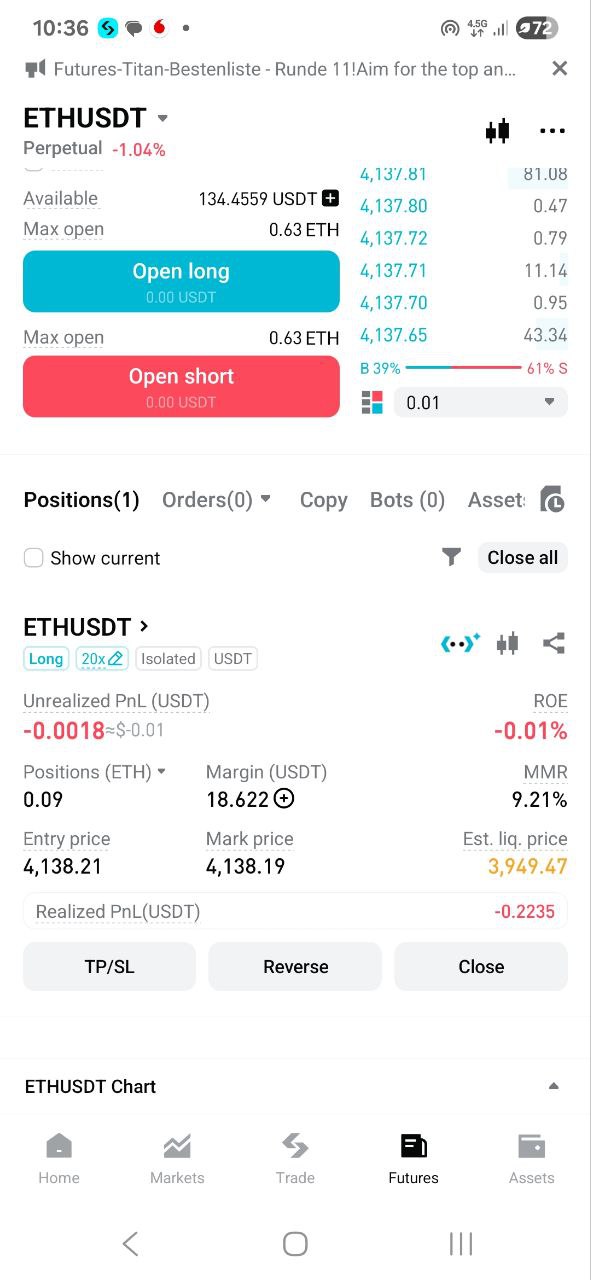 10:36 4.5G 72
Futures-Titan-Bestenliste - Runde 11!Aim for the top an...
ETHUSDT
Perpetual -1.04%
4,137.81 81.08
Available 134.4559 USDT
4,137.80 0.47
Max open 0.63 ETH
4,137.72 0.79
Open long
0.00 USDT
4,137.71 11.14
4,137.70 0.95
Max open 0.63 ETH
4,137.65 43.34
Open short
0.00 USDT
B 39% 61% S
0.01
Positions(1) Orders(0) Copy Bots (0) Assets
Show current Close all
ETHUSDT
Long 20x Isolated USDT
Unrealized PnL (USDT) ROE
-0.0018≈$-0.01 -0.01%
Positions (ETH) Margin (USDT) MMR
0.09 18.622 9.21%
Entry price Mark price Est. liq. price
4,138.21 4,138.19 3,949.47
Realized PnL(USDT) -0.2235
TP/SL Reverse Close
ETHUSDT Chart
Home Markets Trade Futures Assets